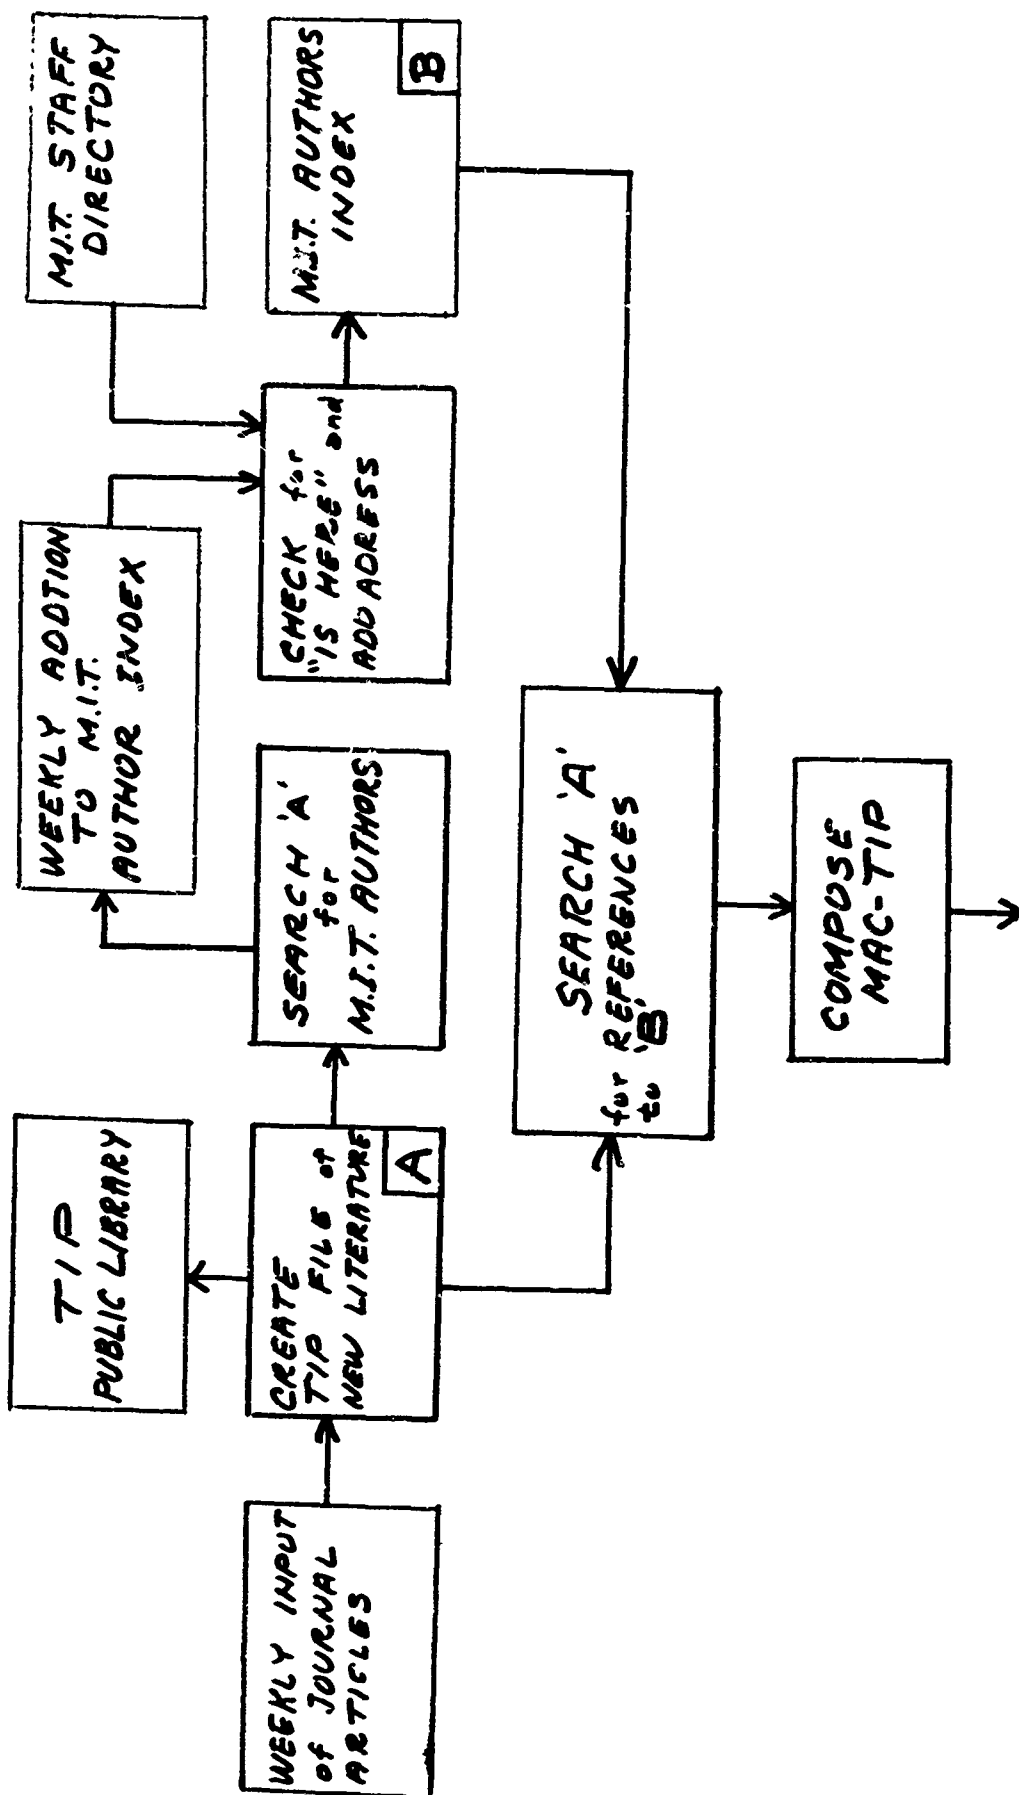 TIP
PUBLIC LIBRARY
WEEKLY ADDTION
TO M.I.T.
AUTHOR INDEX
M.I.T. STAFF
DIRECTORY
WEEKLY INPUT
of JOURNAL
ARTICLES
CREATE
TIP FILE of
NEW LITERATURE
A
SEARCH 'A'
for
M.I.T. AUTHORS
CHECK for
"IS HERE" and
ADD ADRESS
M.I.T. AUTHORS
INDEX
B
SEARCH 'A'
for REFERENCES
to 'B'
COMPOSE
MAC-TIP